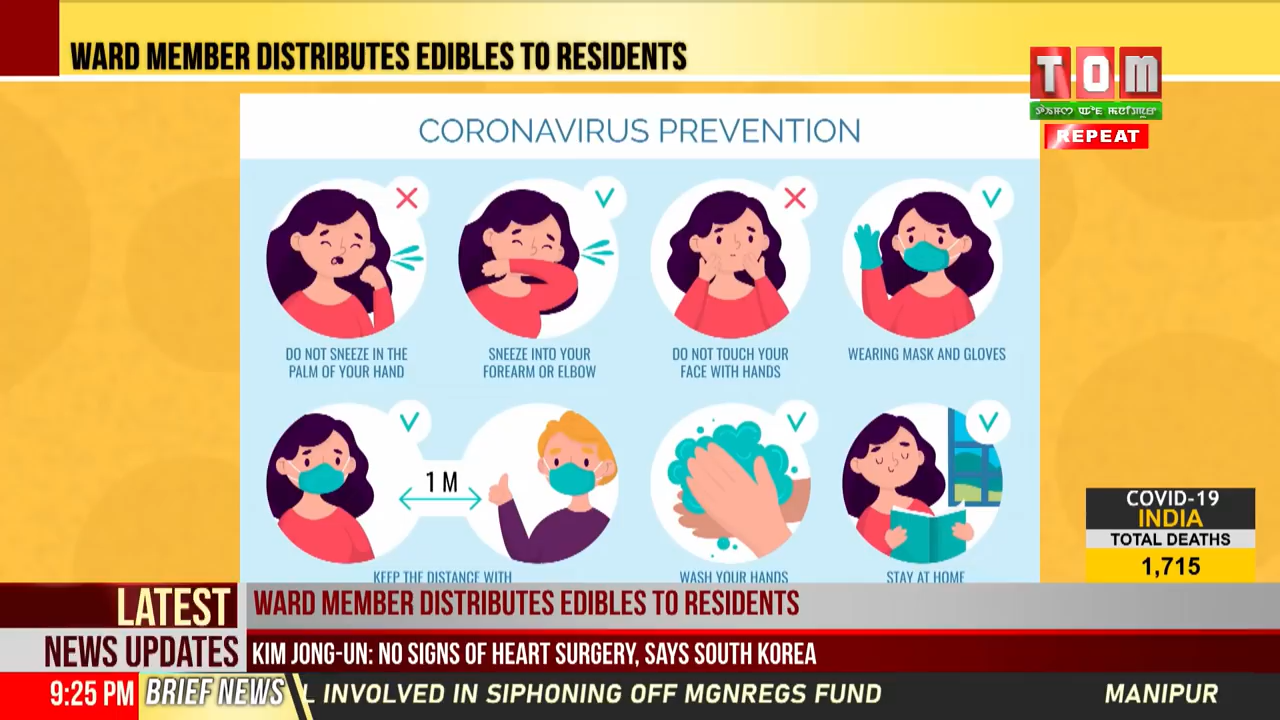 WARD MEMBER DISTRIBUTES EDIBLES TO RESIDENTS
TOM
REPEAT
CORONAVIRUS PREVENTION
DO NOT SNEEZE IN THE
PALM OF YOUR HAND
SNEEZE INTO YOUR
FOREARM OR ELBOW
DO NOT TOUCH YOUR
FACE WITH HANDS
WEARING MASK AND GLOVES
1 M
KEEP THE DISTANCE WITH
WASH YOUR HANDS
STAY AT HOME
COVID-19
INDIA
TOTAL DEATHS
1,715
LATEST
NEWS UPDATES
WARD MEMBER DISTRIBUTES EDIBLES TO RESIDENTS
KIM JONG-UN: NO SIGNS OF HEART SURGERY, SAYS SOUTH KOREA
9:25 PM
BRIEF NEWS
L INVOLVED IN SIPHONING OFF MGNREGS FUND
MANIPUR